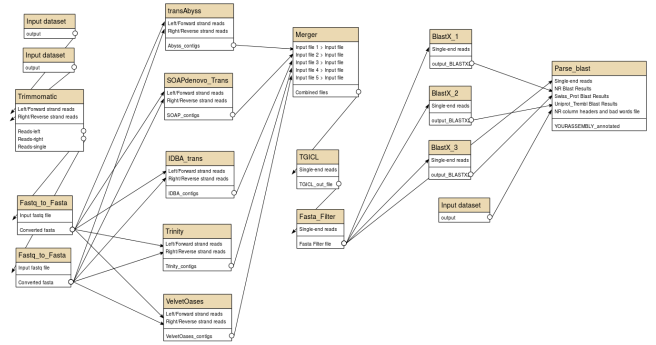 Input dataset
output
Input dataset
output
Trimmomatic
Left/Forward strand reads
Right/Reverse strand reads
Reads-left
Reads-right
Reads-single
Fastq_to_Fasta
Input fastq file
Converted fasta
Fastq_to_Fasta
Input fastq file
Converted fasta
transAbyss
Left/Forward strand reads
Right/Reverse strand reads
Abyss_contigs
SOAPdenovo_Trans
Left/Forward strand reads
Right/Reverse strand reads
SOAP_contigs
IDBA_trans
Left/Forward strand reads
Right/Reverse strand reads
IDBA_contigs
Trinity
Left/Forward strand reads
Right/Reverse strand reads
Trinity_contigs
VelvetOases
Left/Forward strand reads
Right/Reverse strand reads
VelvetOases_contigs
Merger
Input file 1 > Input file
Input file 2 > Input file
Input file 3 > Input file
Input file 4 > Input file
Input file 5 > Input file
Combined files
TGICL
Single-end reads
TGICL_out_file
Fasta_Filter
Single-end reads
Fasta Filter file
BlastX_1
Single-end reads
output_BLASTX
BlastX_2
Single-end reads
output_BLASTX
BlastX_3
Single-end reads
output_BLASTX
Input dataset
output
Parse_blast
Single-end reads
NR Blast Results
Swiss_Prot Blast Results
Uniprot_Trembl Blast Results
NR column headers and bad words file
YOURASSEMBLY_annotated